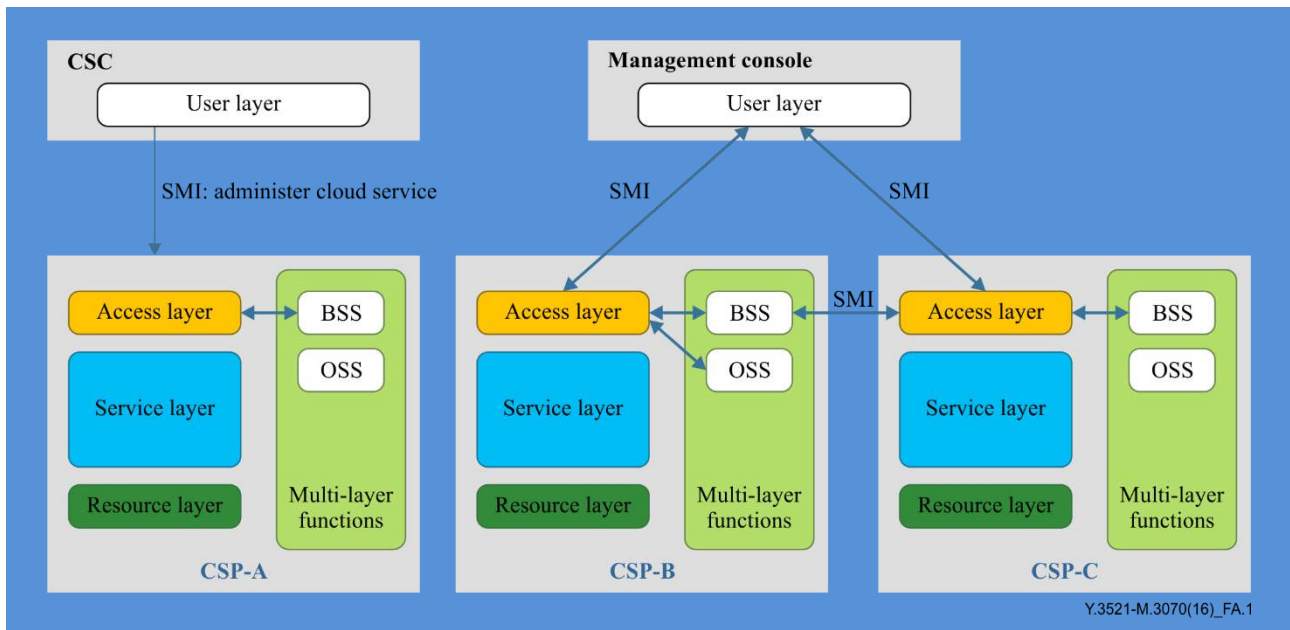 CSC
User layer
Management console
User layer
SMI: administer cloud service
SMI
SMI
Access layer
BSS
OSS
Service layer
Resource layer
Multi-layer
functions
CSP-A
Access layer
BSS
OSS
Service layer
Resource layer
Multi-layer
functions
CSP-B
SMI
Access layer
BSS
OSS
Service layer
Resource layer
Multi-layer
functions
CSP-C
Y.3521-M.3070(16)_FA.1